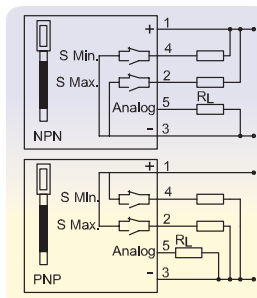 + 1
S Min. 4
S Max. 2
Analog 5 RL
NPN - 3
+ 1
S MIn. 4
S Max. 2
Analog 5 RL
PNP - 3